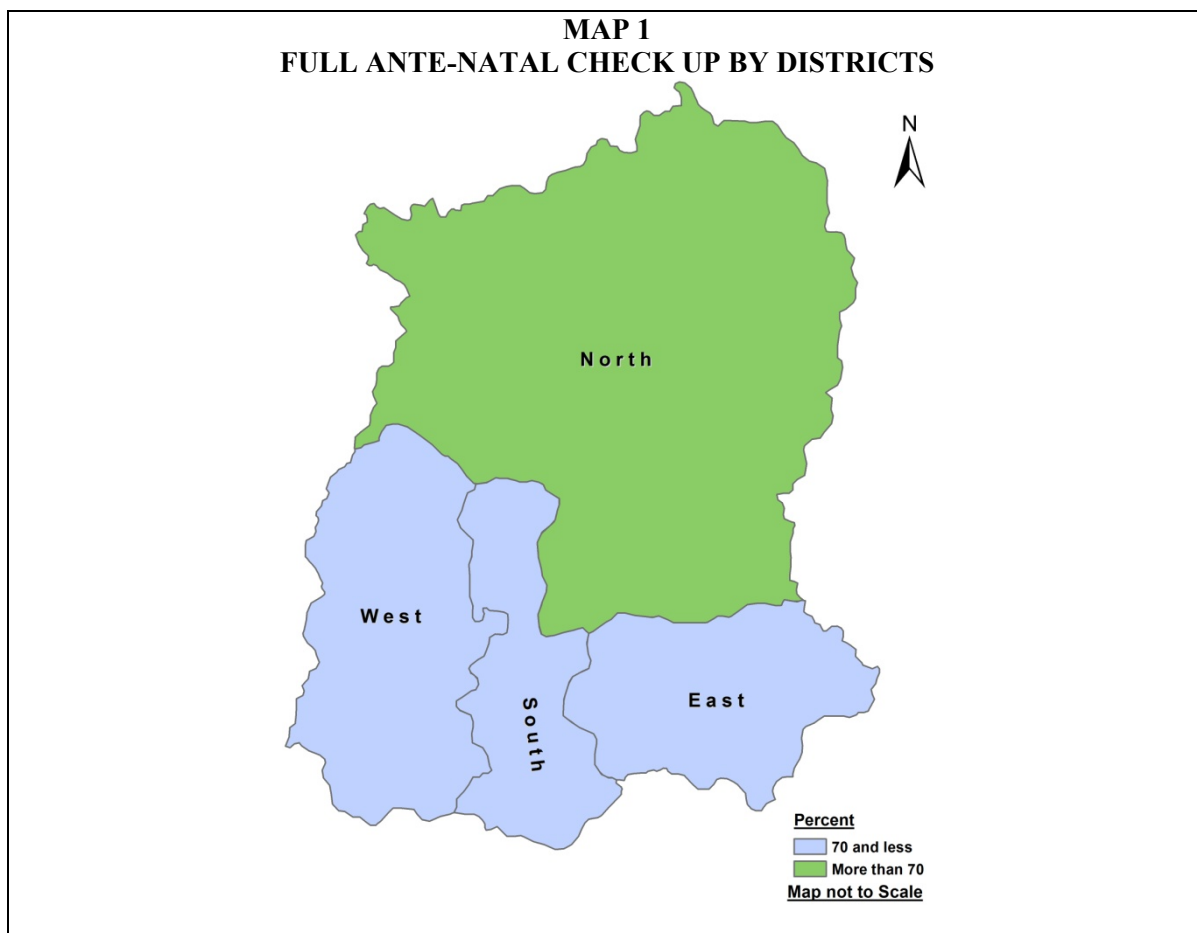 MAP 1
FULL ANTE-NATAL CHECK UP BY DISTRICTS
N
North
West
South
East
Percent
70 and less
More than 70
Map not to Scale